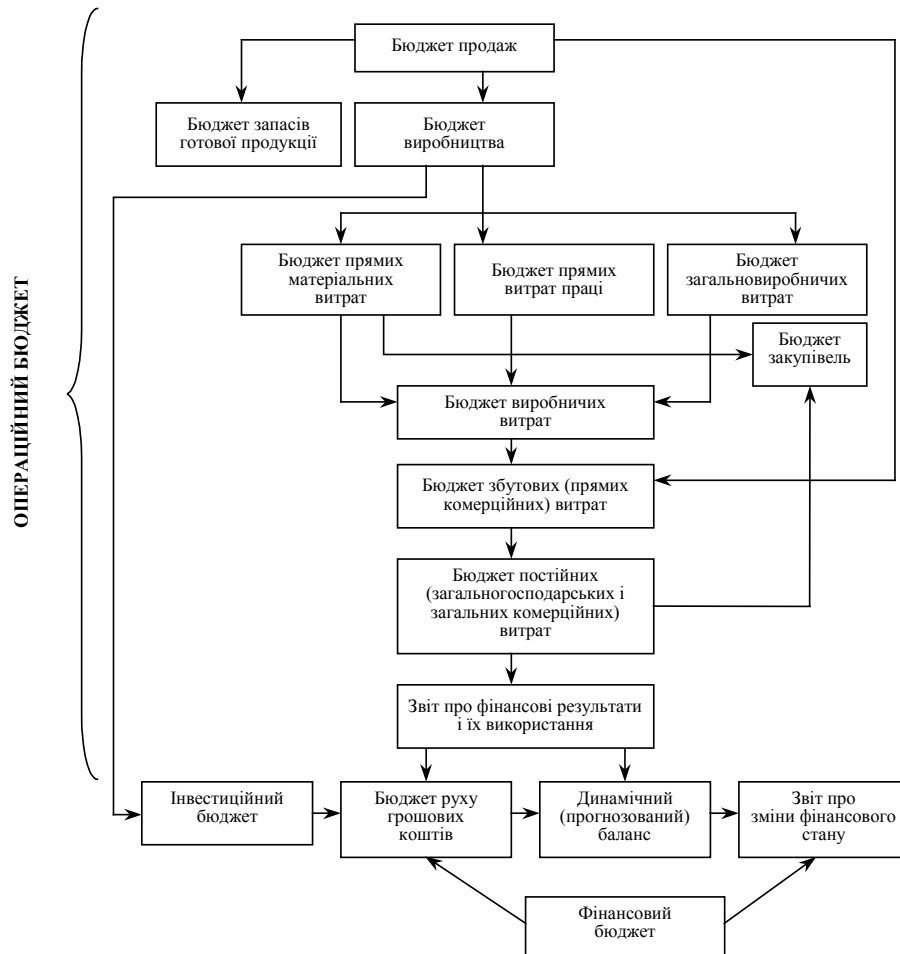 ОПЕРАЦІЙНИЙ БЮДЖЕТ
Бюджет продаж
Бюджет запасів
готової продукції
Бюджет
виробництва
Бюджет прямих
матеріальних
витрат
Бюджет прямих
витрат праці
Бюджет
загальновиробничих
витрат
Бюджет
закупівель
Бюджет виробничих
витрат
Бюджет збутових (прямих
комерційних) витрат
Бюджет постійних
(загальногосподарських і
загальних комерційних)
витрат
Звіт про фінансові результати
і їх використання
Інвестиційний
бюджет
Бюджет руху
грошових
коштів
Динамічний
(прогнозований)
баланс
Звіт про
зміни фінансового
стану
Фінансовий
бюджет